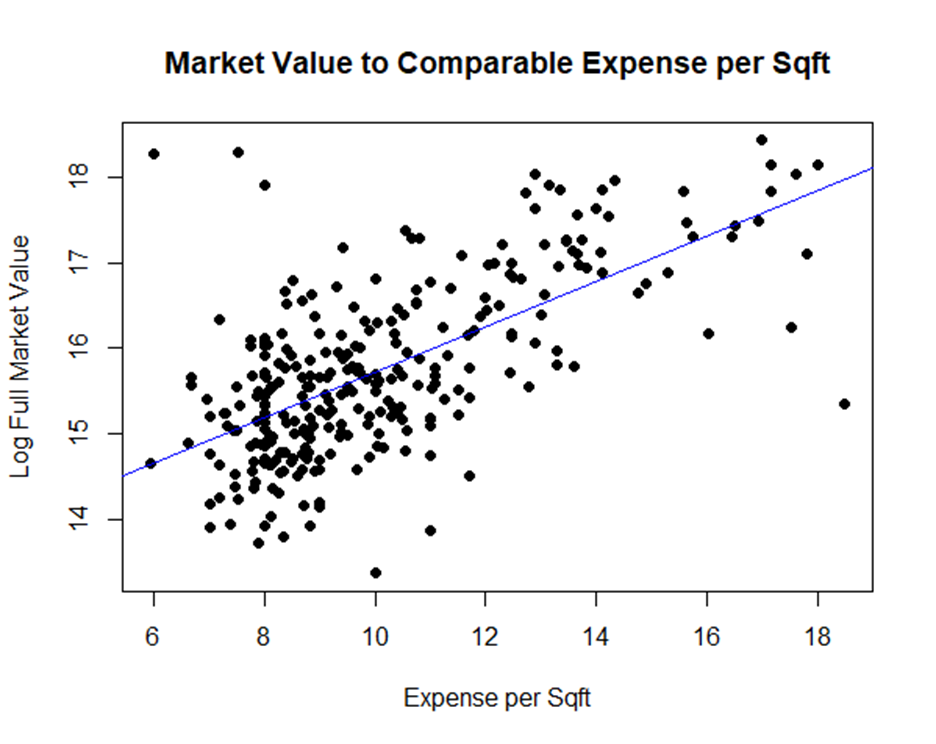 Market Value to Comparable Expense per Sqft
Log Full Market Value
18
17
16
15
14
6 8 10 12 14 16 18
Expense per Sqft